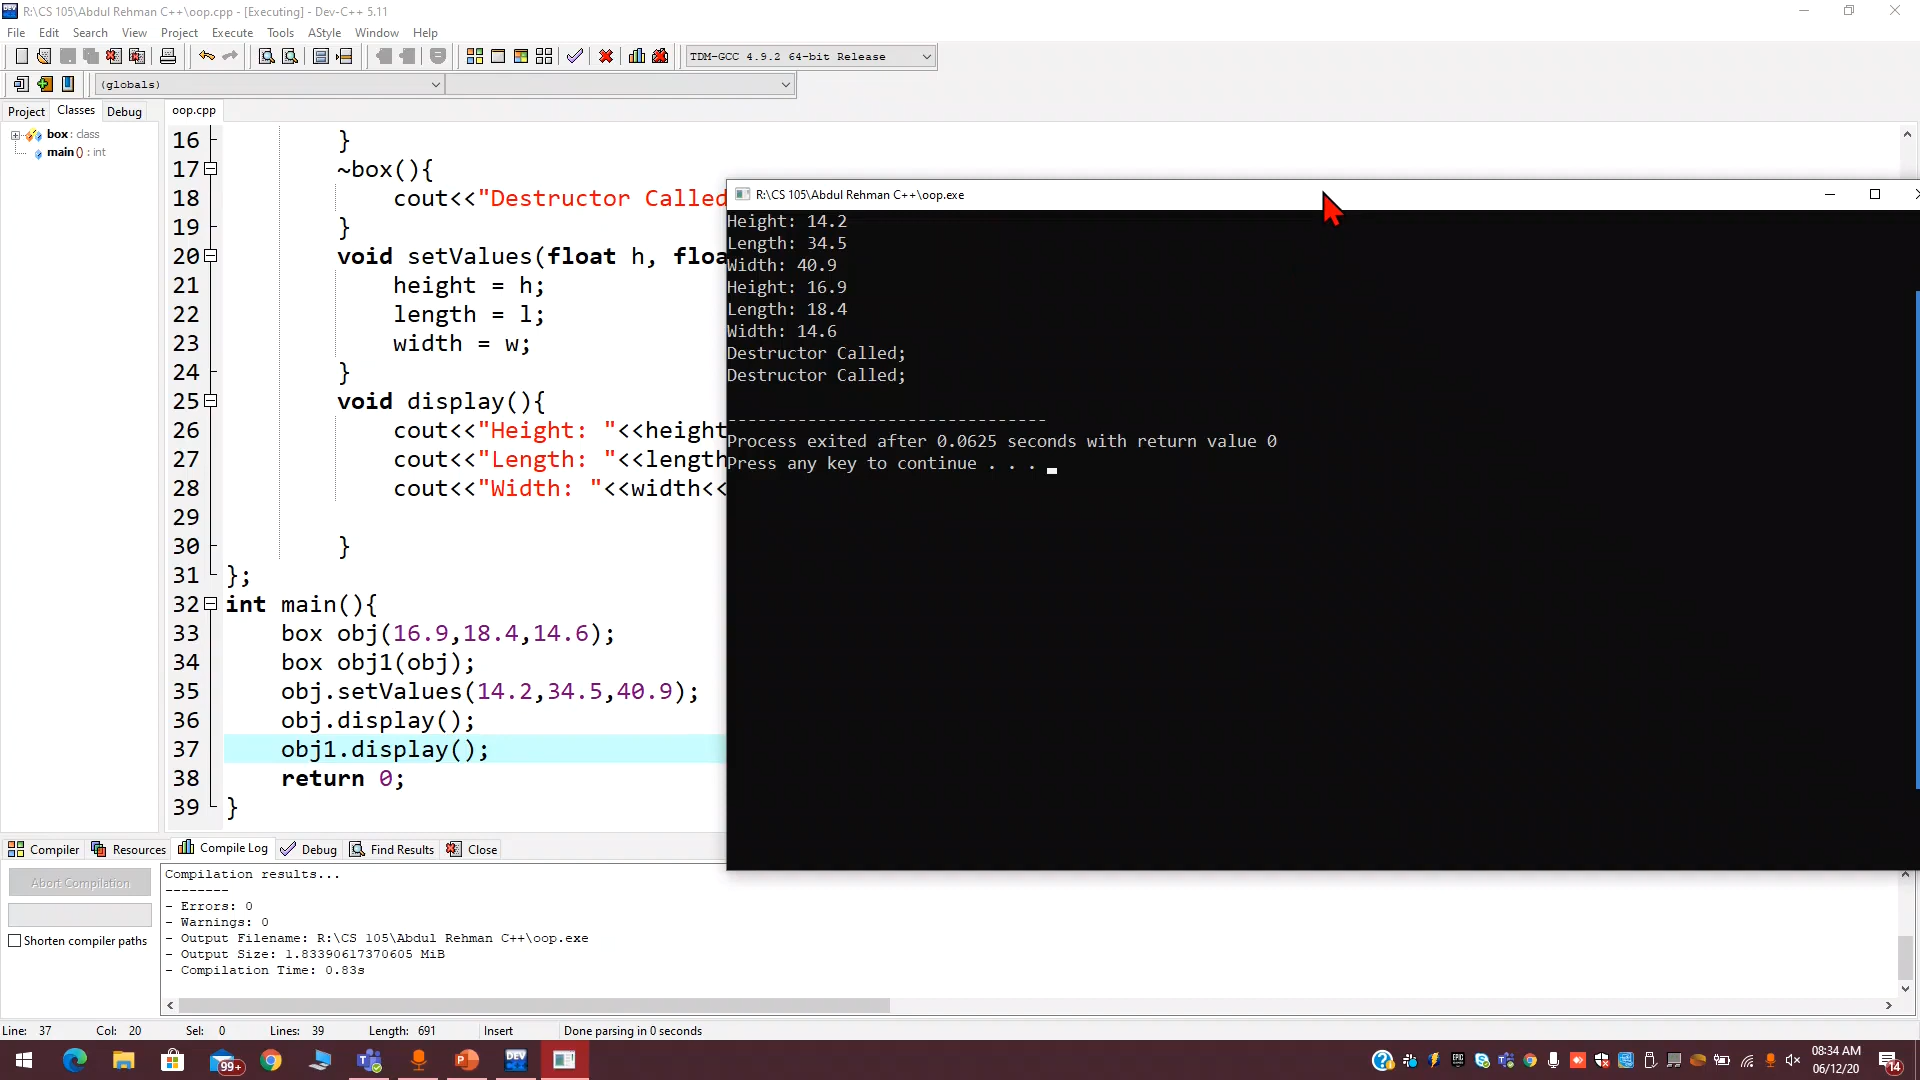 R:\CS 105\Abdul Rehman C++\oop.cpp - [Executing] - Dev-C++ 5.11
File Edit Search View Project Execute Tools AStyle Window Help
TDM-GCC 4.9.2 64-bit Release
(globals)
Project Classes Debug
oop.cpp
box : class
main () : int
16 }
17 ~box(){
18 cout<<"Destructor Called
19 }
20 void setValues(float h, floa
21 height = h;
22 length = l;
23 width = w;
24 }
25 void display(){
26 cout<<"Height: "<<height
27 cout<<"Length: "<<length
28 cout<<"Width: "<<width<<
29
30 }
31 };
32 int main(){
33 box obj(16.9,18.4,14.6);
34 box obj1(obj);
35 obj.setValues(14.2,34.5,40.9);
36 obj.display();
37 obj1.display();
38 return 0;
39 }
R:\CS 105\Abdul Rehman C++\oop.exe
Height: 14.2
Length: 34.5
Width: 40.9
Height: 16.9
Length: 18.4
Width: 14.6
Destructor Called;
Destructor Called;
--------------------------------
Process exited after 0.0625 seconds with return value 0
Press any key to continue . . .
Compiler Resources Compile Log Debug Find Results Close
Abort Compilation
Shorten compiler paths
Compilation results...
--------
- Errors: 0
- Warnings: 0
- Output Filename: R:\CS 105\Abdul Rehman C++\oop.exe
- Output Size: 1.83390617370605 MiB
- Compilation Time: 0.83s
Line: 37 Col: 20 Sel: 0 Lines: 39 Length: 691 Insert Done parsing in 0 seconds
99+
DEV
EPIC
08:34 AM
06/12/20
14